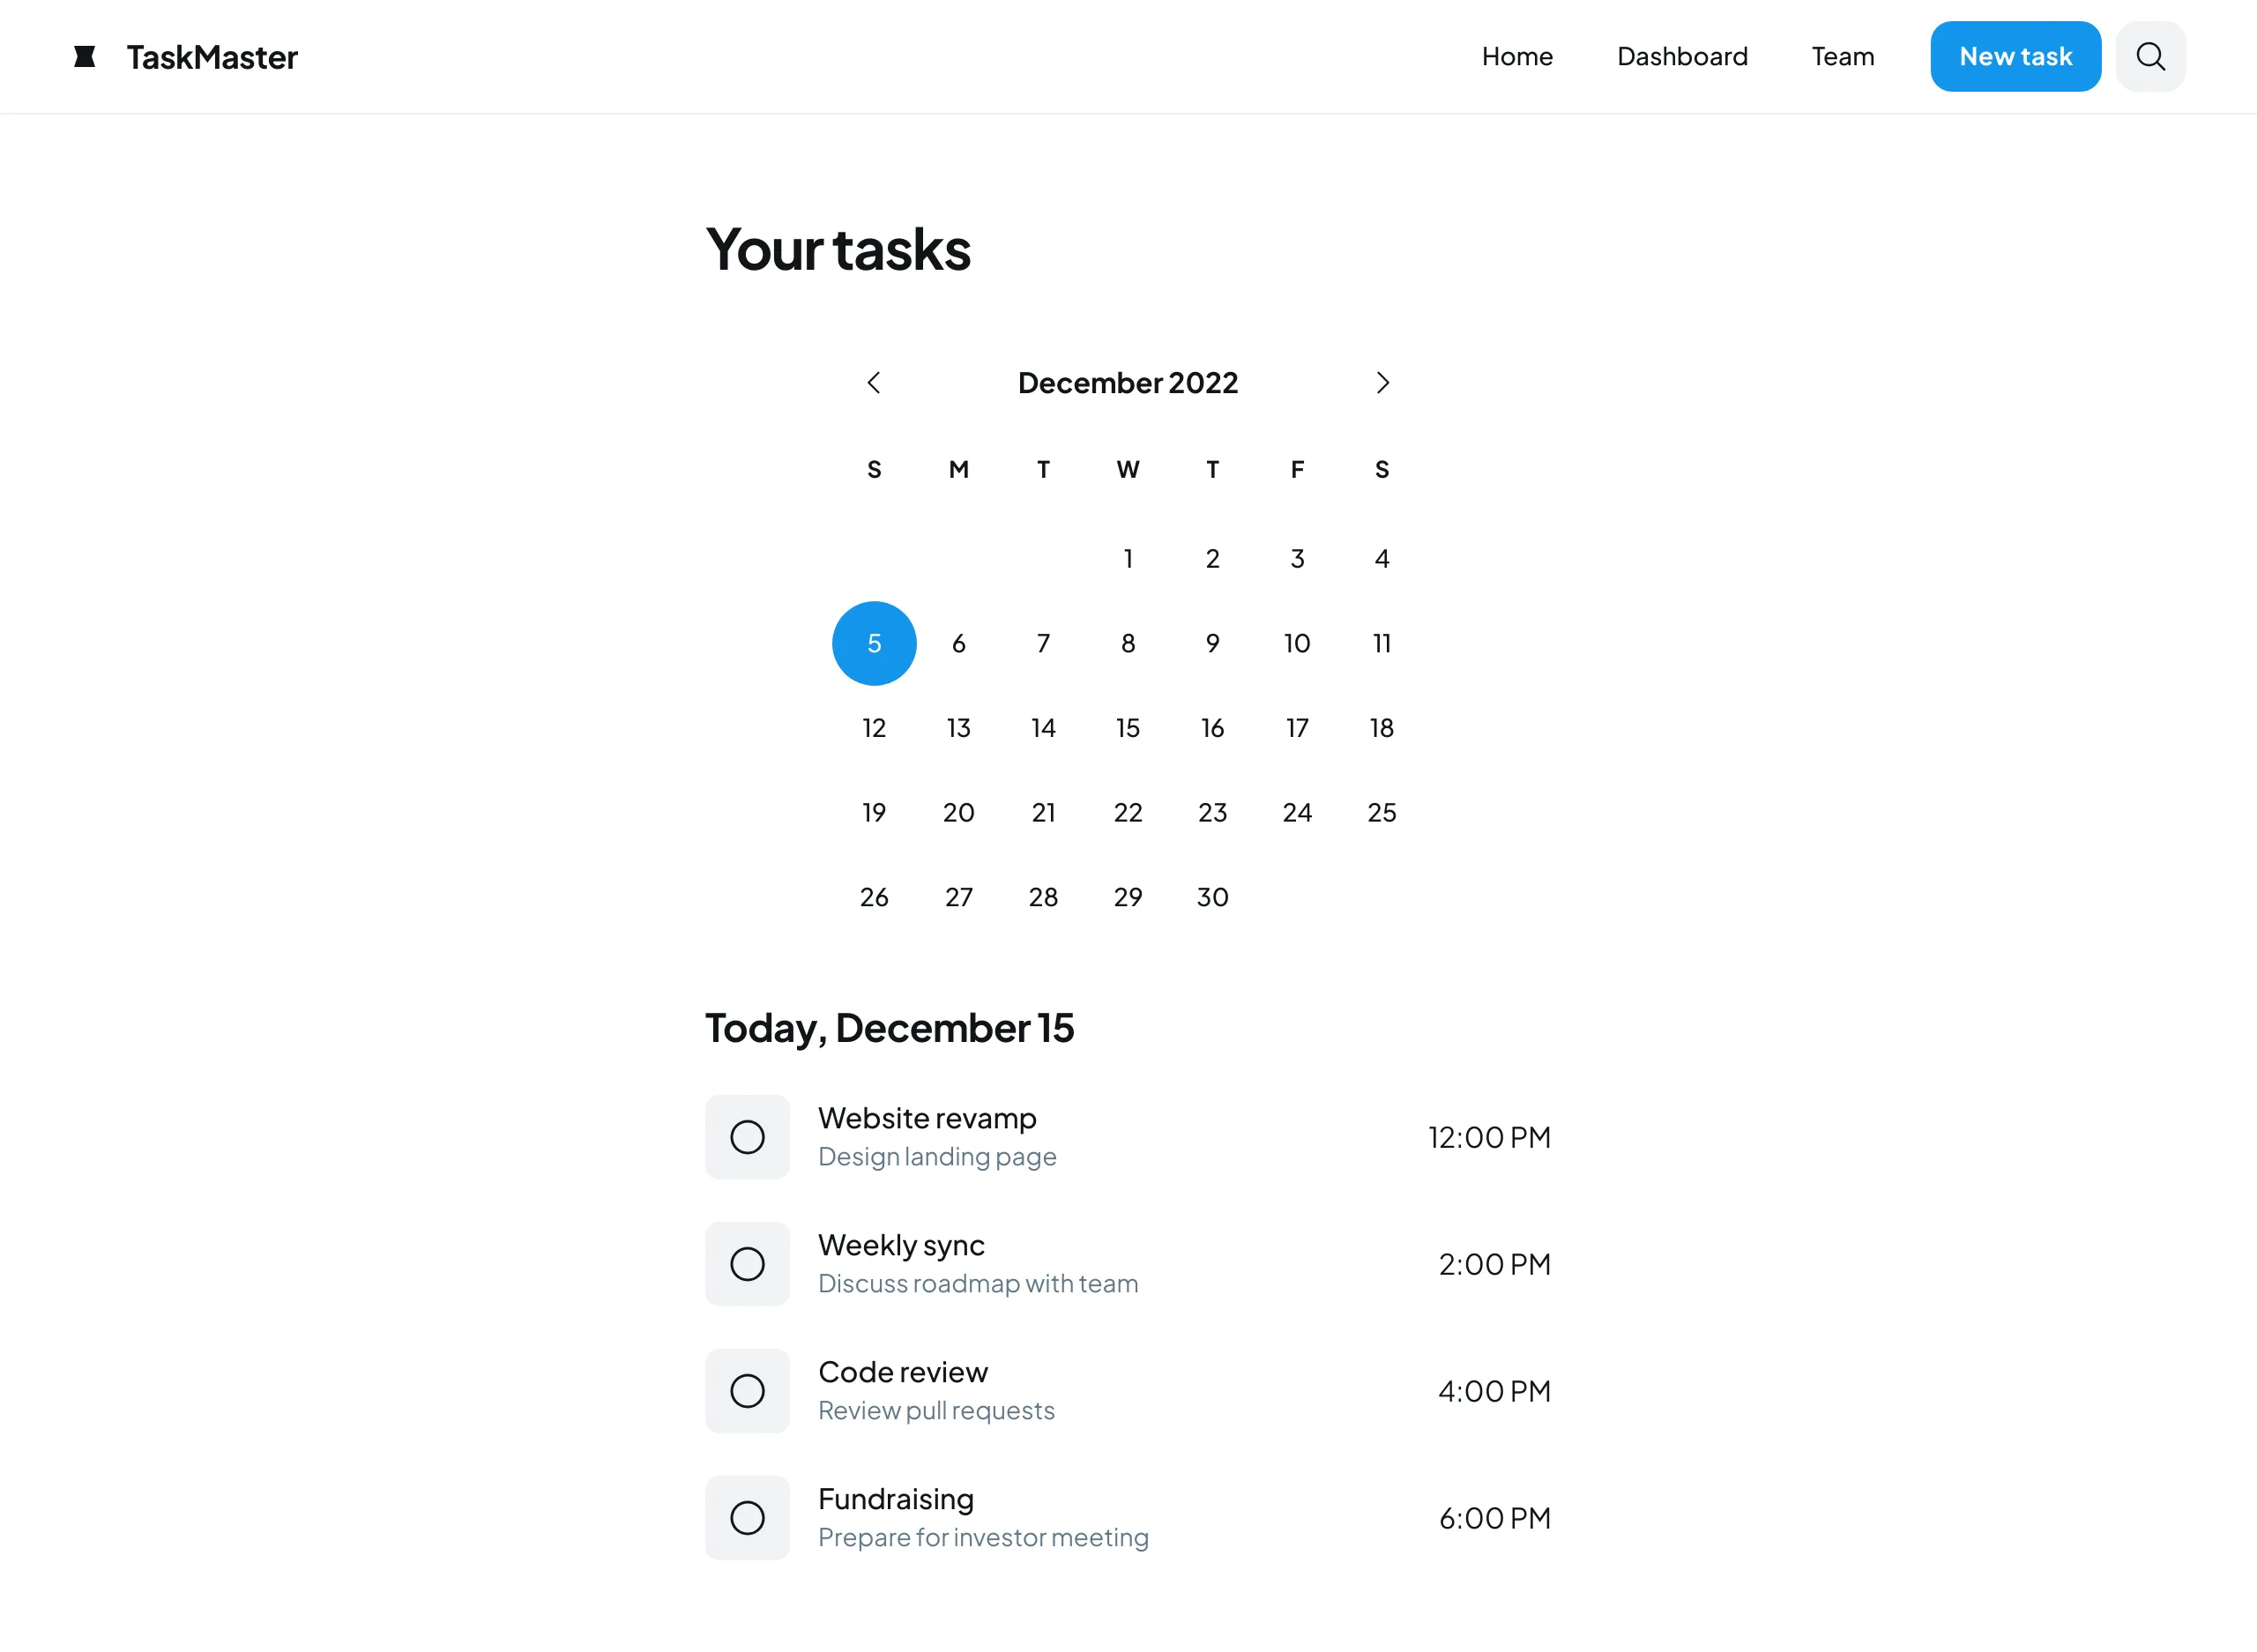 TaskMaster
Home Dashboard Team New task
Your tasks
December 2022
S M T W T F S
1 2 3 4
5 6 7 8 9 10 11
12 13 14 15 16 17 18
19 20 21 22 23 24 25
26 27 28 29 30
Today, December 15
Website revamp
Design landing page
12:00 PM
Weekly sync
Discuss roadmap with team
2:00 PM
Code review
Review pull requests
4:00 PM
Fundraising
Prepare for investor meeting
6:00 PM